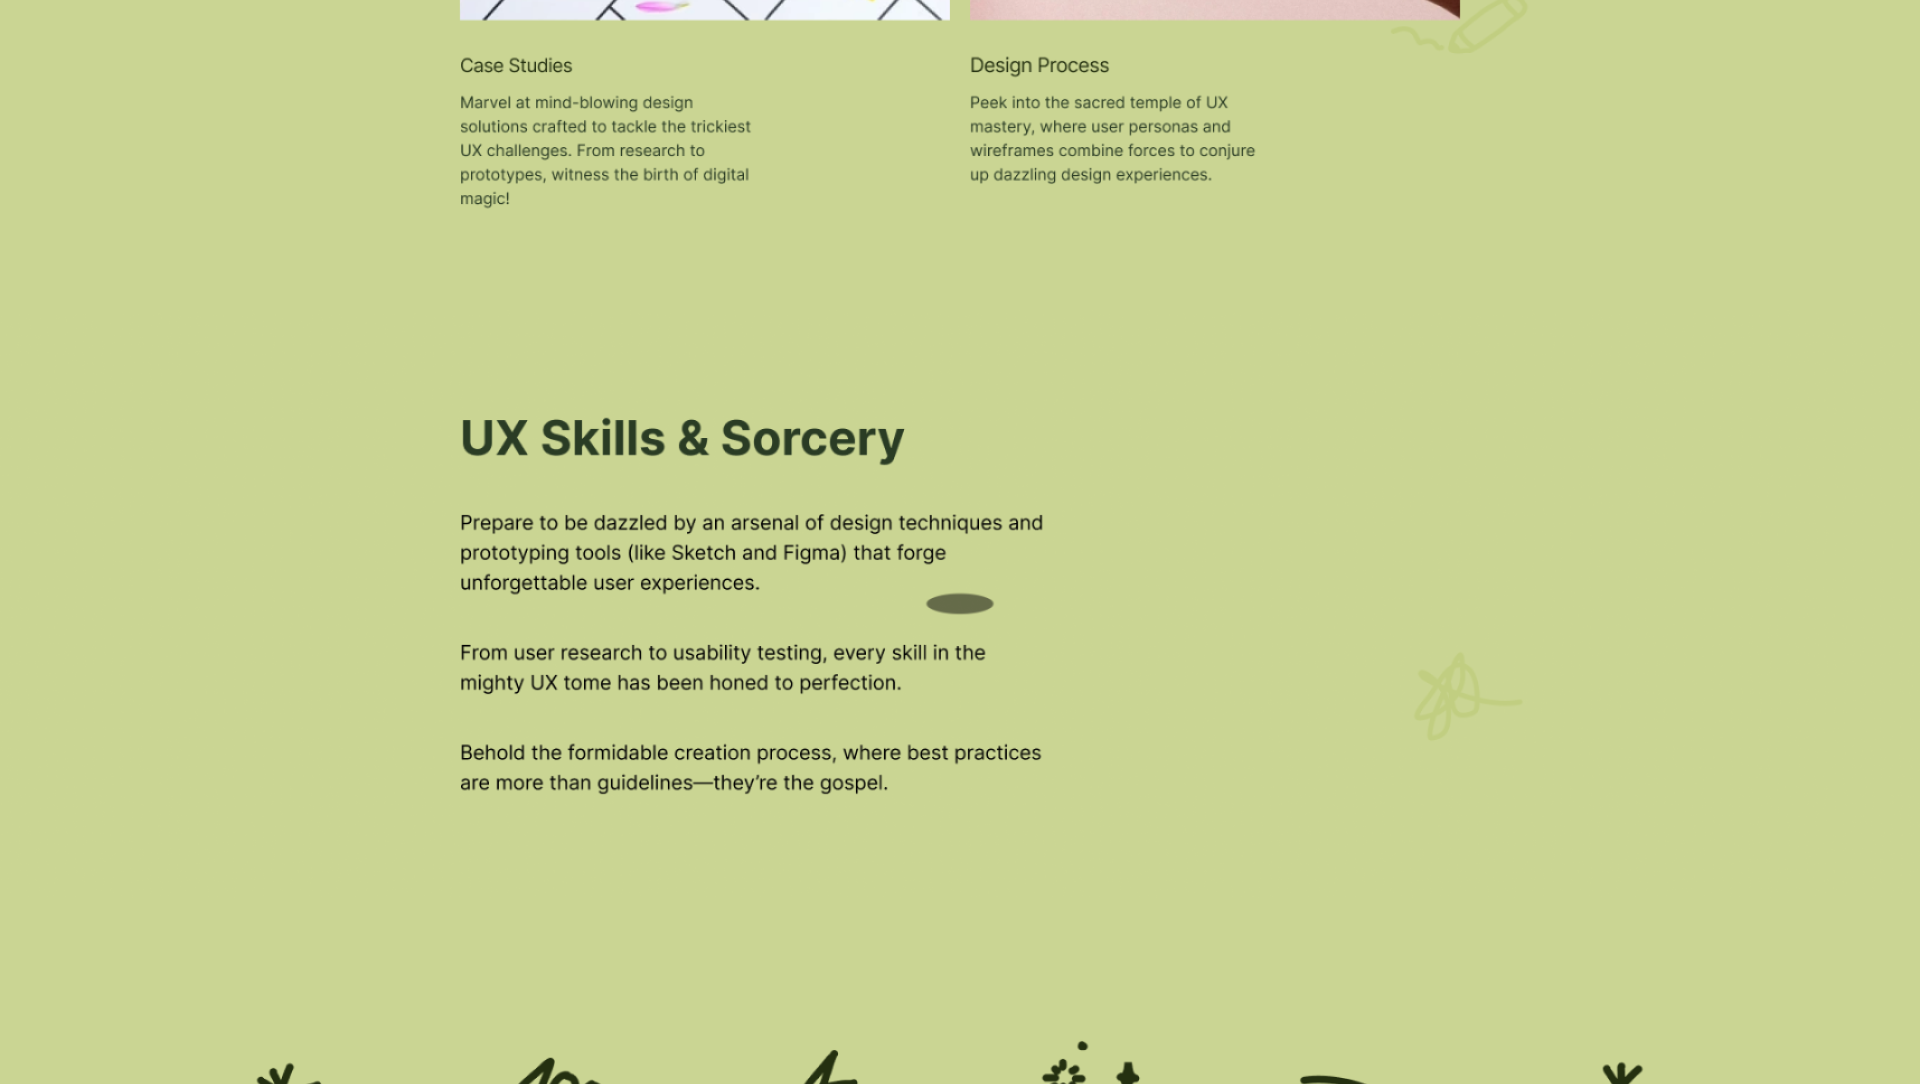 Case Studies
Marvel at mind-blowing design
solutions crafted to tackle the trickiest
UX challenges. From research to
prototypes, witness the birth of digital
magic!
Design Process
Peek into the sacred temple of UX
mastery, where user personas and
wireframes combine forces to conjure
up dazzling design experiences.
UX Skills & Sorcery
Prepare to be dazzled by an arsenal of design techniques and
prototyping tools (like Sketch and Figma) that forge
unforgettable user experiences.
From user research to usability testing, every skill in the
mighty UX tome has been honed to perfection.
Behold the formidable creation process, where best practices
are more than guidelines—they’re the gospel.